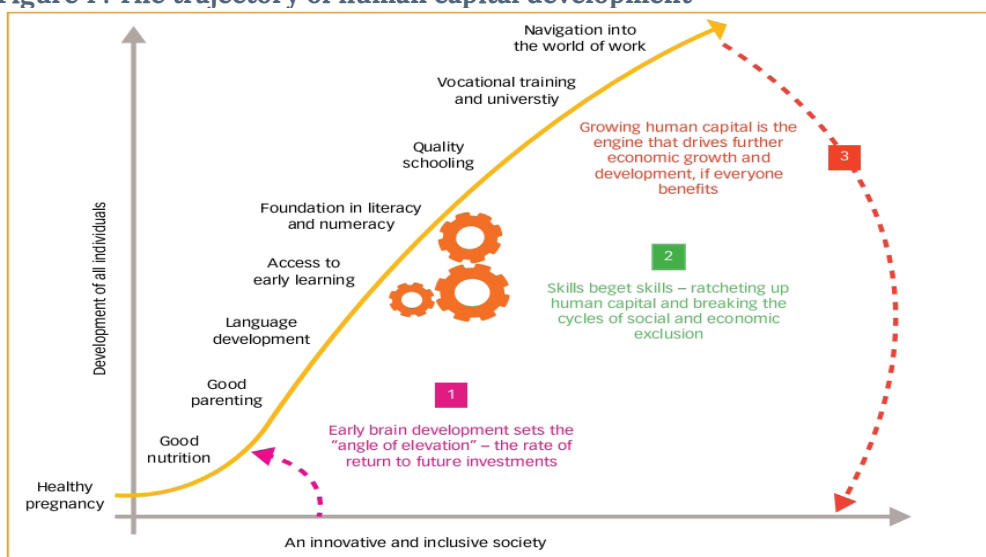 Figure 1: The trajectory of human capital development
Navigation into
the world of work
Vocational training
and universtiy
Quality
schooling
Growing human capital is the
engine that drives further
economic growth and
development, if everyone
benefits
3
Foundation in literacy
and numeracy
Access to
early learning
2
Skills beget skills – ratcheting up
human capital and breaking the
cycles of social and economic
exclusion
Language
development
Good
parenting
1
Early brain development sets the
"angle of elevation" – the rate of
return to future investments
Good
nutrition
Healthy
pregnancy
Development of all individuals
An innovative and inclusive society